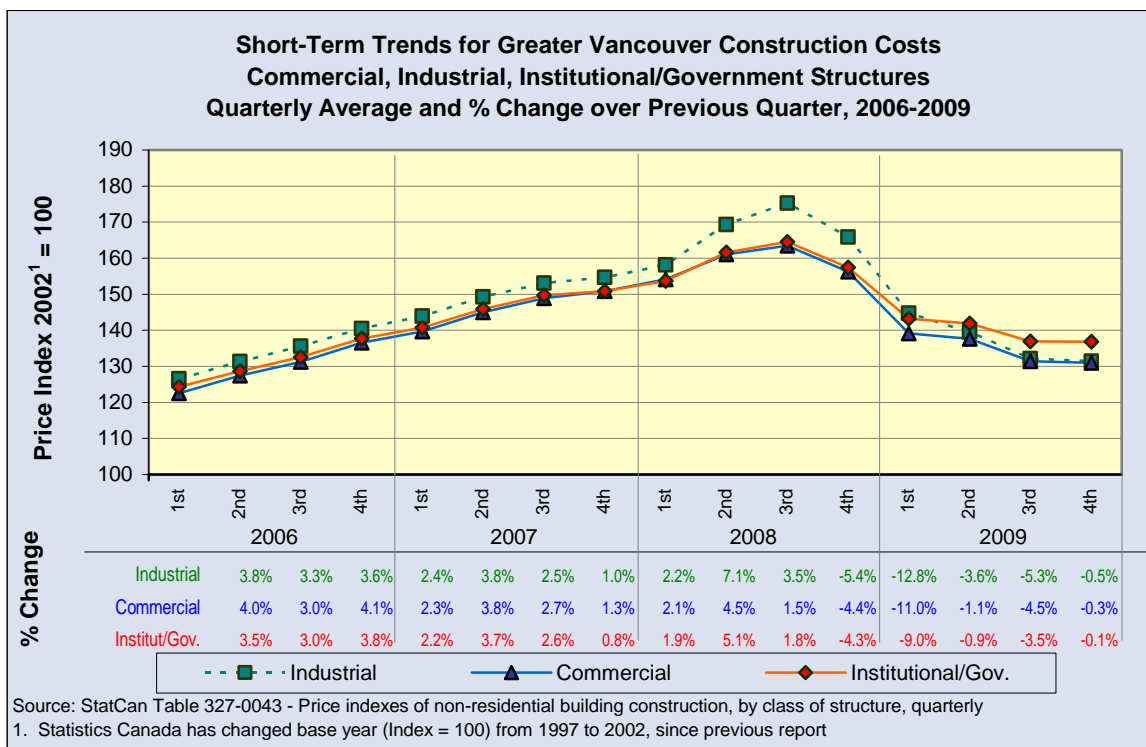 Short-Term Trends for Greater Vancouver Construction Costs
Commercial, Industrial, Institutional/Government Structures
Quarterly Average and % Change over Previous Quarter, 2006-2009
Price Index 2002¹ = 100
190
180
170
160
150
140
130
120
110
100
1st 2nd 3rd 4th 1st 2nd 3rd 4th 1st 2nd 3rd 4th 1st 2nd 3rd 4th
2006 2007 2008 2009
% Change
Industrial 3.8% 3.3% 3.6% 2.4% 3.8% 2.5% 1.0% 2.2% 7.1% 3.5% -5.4% -12.8% -3.6% -5.3% -0.5%
Commercial 4.0% 3.0% 4.1% 2.3% 3.8% 2.7% 1.3% 2.1% 4.5% 1.5% -4.4% -11.0% -1.1% -4.5% -0.3%
Institut/Gov. 3.5% 3.0% 3.8% 2.2% 3.7% 2.6% 0.8% 1.9% 5.1% 1.8% -4.3% -9.0% -0.9% -3.5% -0.1%
Industrial Commercial Institutional/Gov.
Source: StatCan Table 327-0043 - Price indexes of non-residential building construction, by class of structure, quarterly
1. Statistics Canada has changed base year (Index = 100) from 1997 to 2002, since previous report